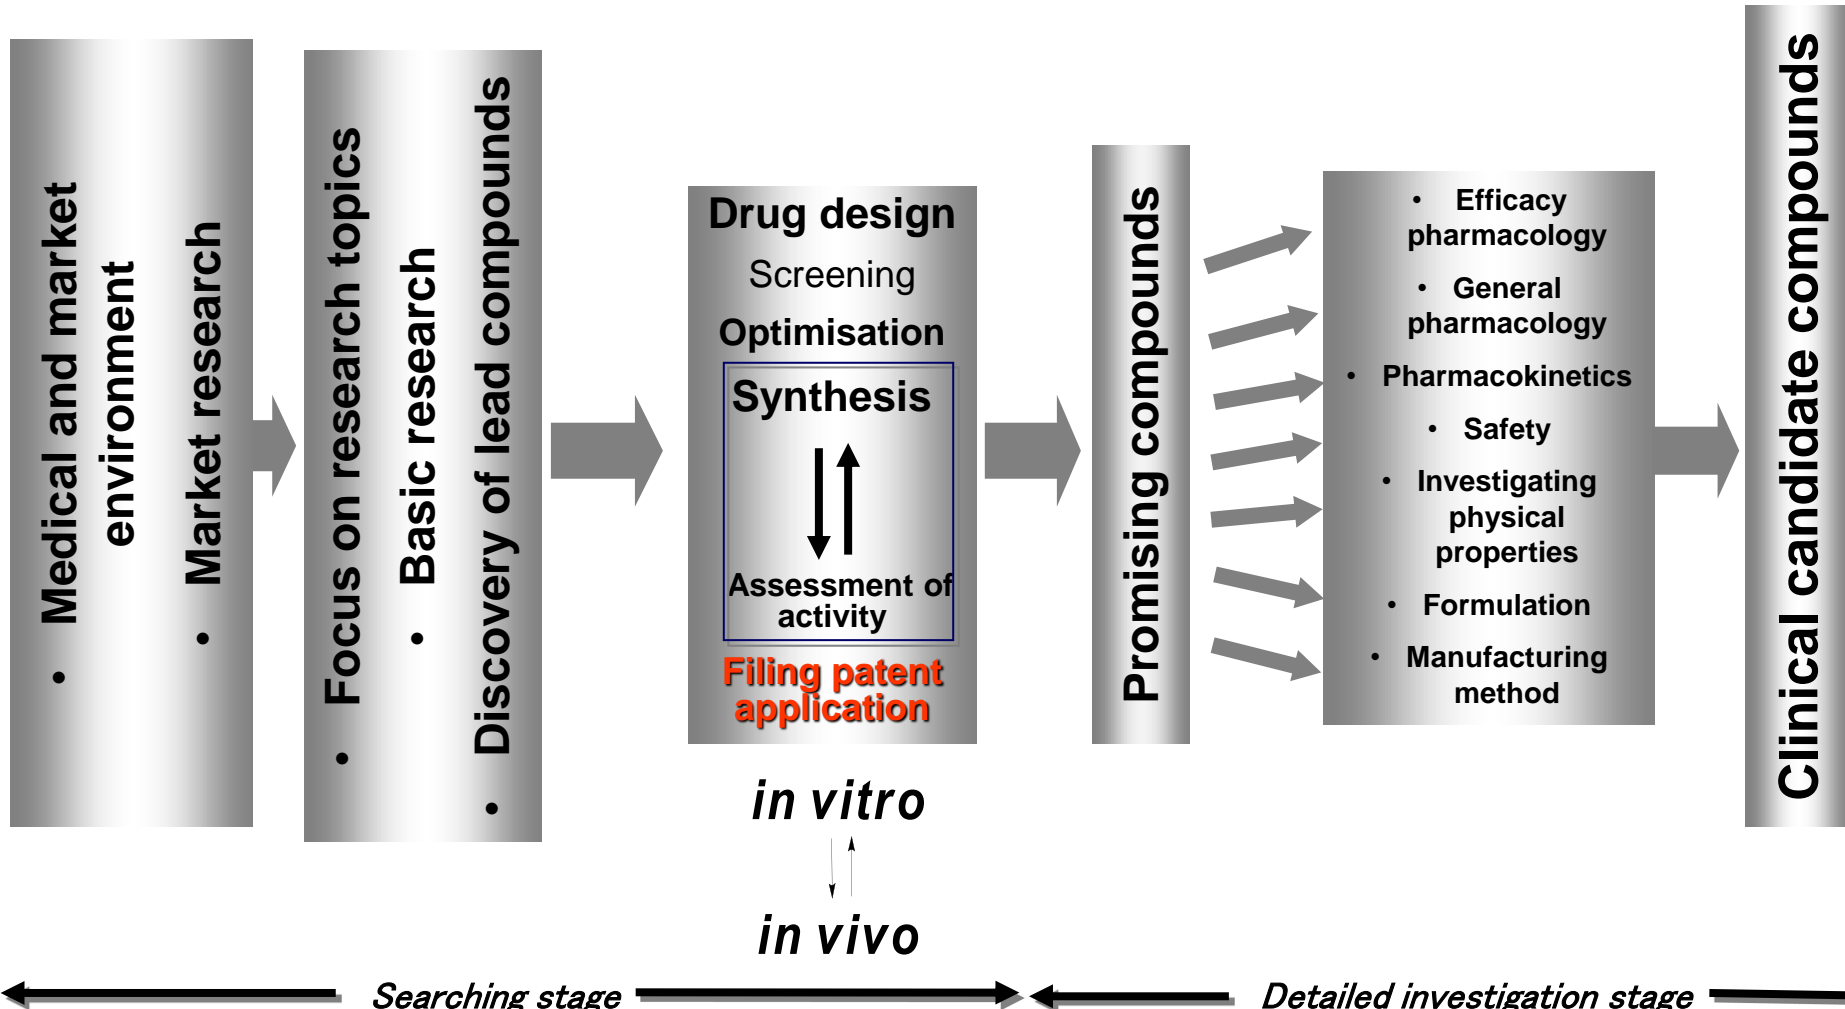 • Medical and market
environment
• Market research
• Focus on research topics
• Basic research
• Discovery of lead compounds
Drug design
Screening
Optimisation
Synthesis
Assessment of
activity
Filing patent
application
in vitro
in vivo
Promising compounds
• Efficacy
pharmacology
• General
pharmacology
• Pharmacokinetics
• Safety
• Investigating
physical
properties
• Formulation
• Manufacturing
method
Clinical candidate compounds
Searching stage
Detailed investigation stage